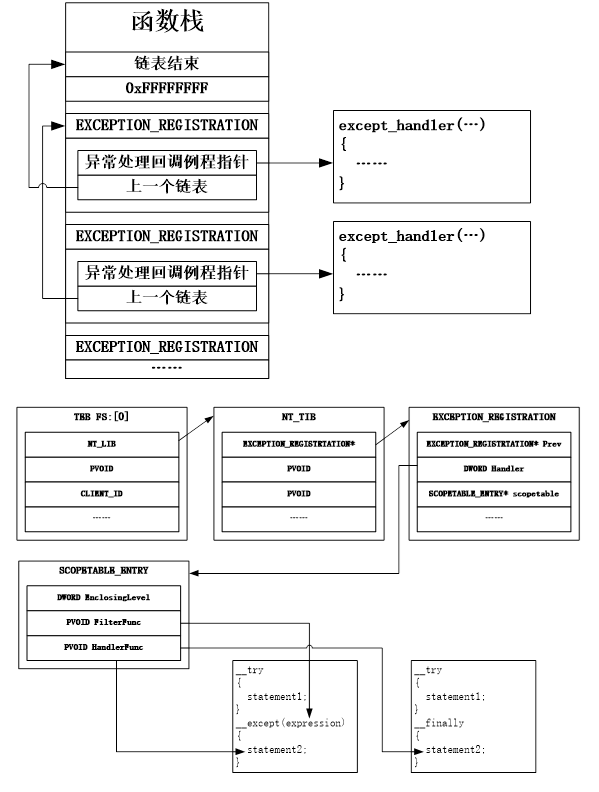 函数栈
链表结束
0xFFFFFFFF
EXCEPTION_REGISTRATION
异常处理回调例程指针
上一个链表
except_handler(…)
{
……
}
EXCEPTION_REGISTRATION
异常处理回调例程指针
上一个链表
except_handler(…)
{
……
}
EXCEPTION_REGISTRATION
……
TEB FS:[0]
NT_LIB
PVOID
CLIENT_ID
……
NT_TIB
EXCEPTION_REGISTRTATION*
PVOID
PVOID
……
EXCEPTION_REGISTRATION
EXCEPTION_REGISTRTATION* Prev
DWORD Handler
SCOPETABLE_ENTRY* scopetable
……
SCOPETABLE_ENTRY
DWORD EnclosingLevel
PVOID FilterFunc
PVOID HandlerFunc
__try
{
statement1;
}
__except(expression)
{
statement2;
}
__try
{
statement1;
}
__finally
{
statement2;
}